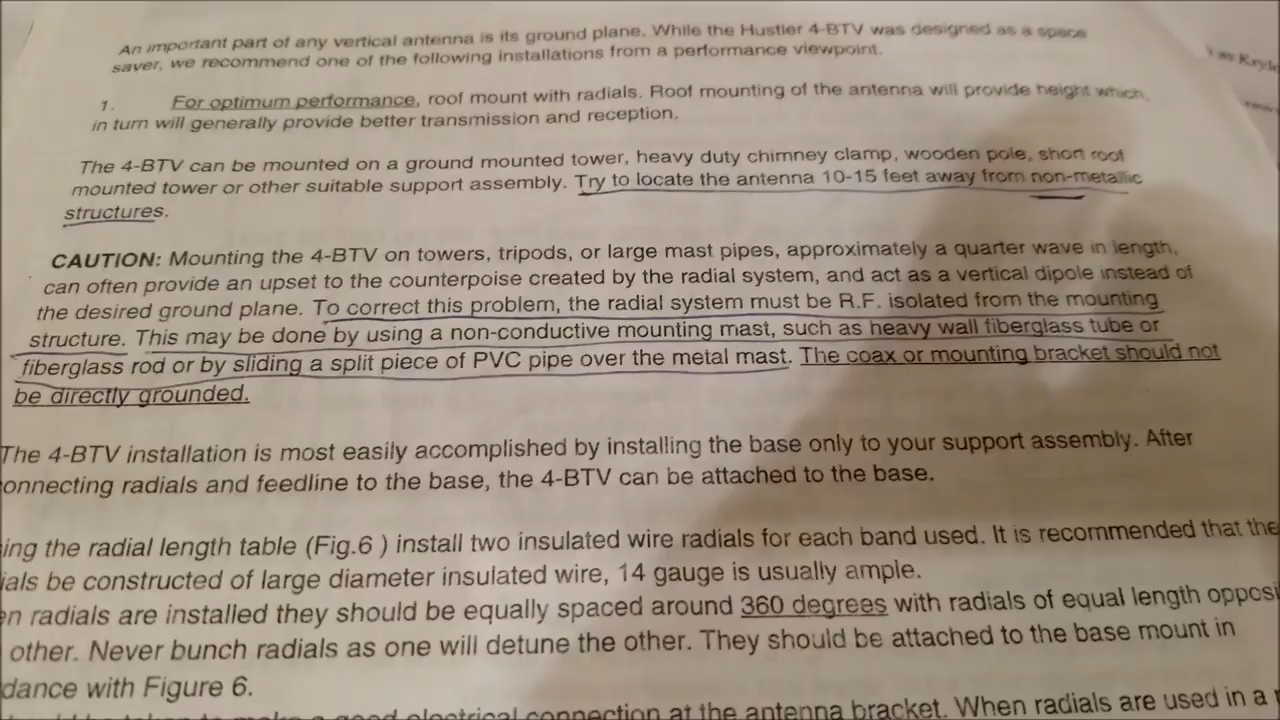 An important part of any vertical antenna is its ground plane. While the Hustler 4-BTV was designed as a space
saver, we recommend one of the following installations from a performance viewpoint.
1. For optimum performance, roof mount with radials. Roof mounting of the antenna will provide height which,
in turn will generally provide better transmission and reception.
The 4-BTV can be mounted on a ground mounted tower, heavy duty chimney clamp, wooden pole, short roof
mounted tower or other suitable support assembly. Try to locate the antenna 10-15 feet away from non-metallic
structures.
CAUTION: Mounting the 4-BTV on towers, tripods, or large mast pipes, approximately a quarter wave in length,
can often provide an upset to the counterpoise created by the radial system, and act as a vertical dipole instead of
the desired ground plane. To correct this problem, the radial system must be R.F. isolated from the mounting
structure. This may be done by using a non-conductive mounting mast, such as heavy wall fiberglass tube or
fiberglass rod or by sliding a split piece of PVC pipe over the metal mast. The coax or mounting bracket should not
be directly grounded.
The 4-BTV installation is most easily accomplished by installing the base only to your support assembly. After
onnecting radials and feedline to the base, the 4-BTV can be attached to the base.
ing the radial length table (Fig.6 ) install two insulated wire radials for each band used. It is recommended that the
ials be constructed of large diameter insulated wire, 14 gauge is usually ample.
en radials are installed they should be equally spaced around 360 degrees with radials of equal length opposi
other. Never bunch radials as one will detune the other. They should be attached to the base mount in
dance with Figure 6.
good electrical connection at the antenna bracket. When radials are used in a